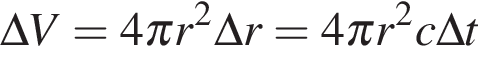 ΔV = 4πr²Δr = 4πr²cΔt